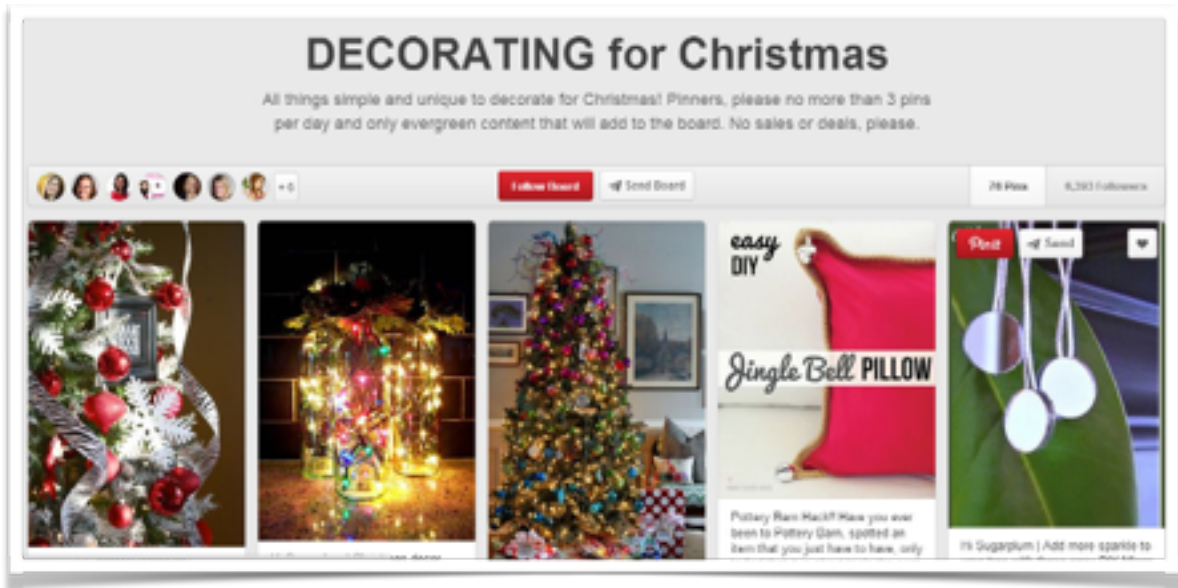 DECORATING for Christmas
All things simple and unique to decorate for Christmas! Pinners, please no more than 3 pins
per day and only evergreen content that will add to the board. No sales or deals, please.
+6
Follow Board
Send Board
Pins
Followers
easy
DIY
Jingle Bell PILLOW
Pin it
Send
Pottery Barn Hack!! Have you ever
been to Pottery Barn, spotted an
item that you just have to have, only
Hi Sugarplum | Add more sparkle to